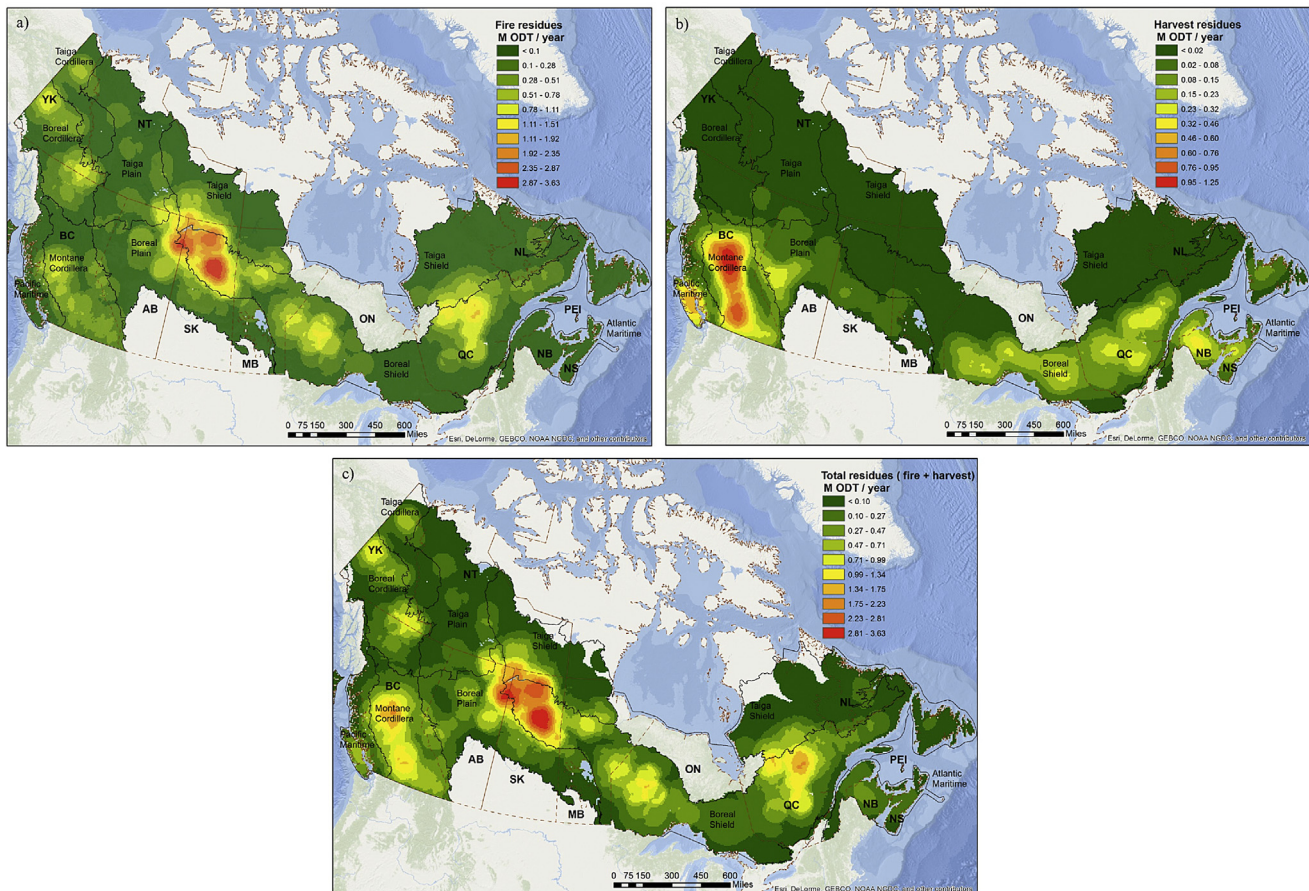 a)
Fire residues
M ODT / year
< 0.1
0.1 - 0.28
0.28 - 0.51
0.51 - 0.78
0.78 - 1.11
1.11 - 1.51
1.11 - 1.92
1.92 - 2.35
2.35 - 2.87
2.87 - 3.63
Taiga
Cordillera
YK
Boreal
Cordillera
NT
Taiga
Plain
Taiga
Shield
BC
Montane
Cordillera
Pacific
Maritime
Boreal
Plain
AB
SK
MB
ON
Boreal
Shield
Taiga
Shield
NL
QC
PEI
NB
NS
Atlantic
Maritime
0 75 150 300 450 600
Miles
Esri, DeLorme, GEBCO, NOAA NGDC, and other contributors
b)
Harvest residues
M ODT / year
< 0.02
0.02 - 0.08
0.08 - 0.15
0.15 - 0.23
0.23 - 0.32
0.32 - 0.46
0.46 - 0.60
0.60 - 0.76
0.76 - 0.95
0.95 - 1.25
Taiga
Cordillera
YK
Boreal
Cordillera
NT
Taiga
Plain
Taiga
Shield
BC
Montane
Cordillera
Pacific
Maritime
Boreal
Plain
AB
SK
MB
ON
Boreal
Shield
Taiga
Shield
NL
QC
PEI
NB
NS
Atlantic
Maritime
0 75 150 300 450 600
Miles
Esri, DeLorme, GEBCO, NOAA NGDC, and other contributors
c)
Total residues ( fire + harvest)
M ODT / year
< 0.10
0.10 - 0.27
0.27 - 0.47
0.47 - 0.71
0.71 - 0.99
0.99 - 1.34
1.34 - 1.75
1.75 - 2.23
2.23 - 2.81
2.81 - 3.63
Taiga
Cordillera
YK
Boreal
Cordillera
NT
Taiga
Plain
Taiga
Shield
BC
Montane
Cordillera
Pacific
Maritime
Boreal
Plain
AB
SK
MB
ON
Boreal
Shield
Taiga
Shield
NL
QC
PEI
NB
NS
Atlantic
Maritime
0 75 150 300 450 600
Miles
Esri, DeLorme, GEBCO, NOAA NGDC, and other contributors